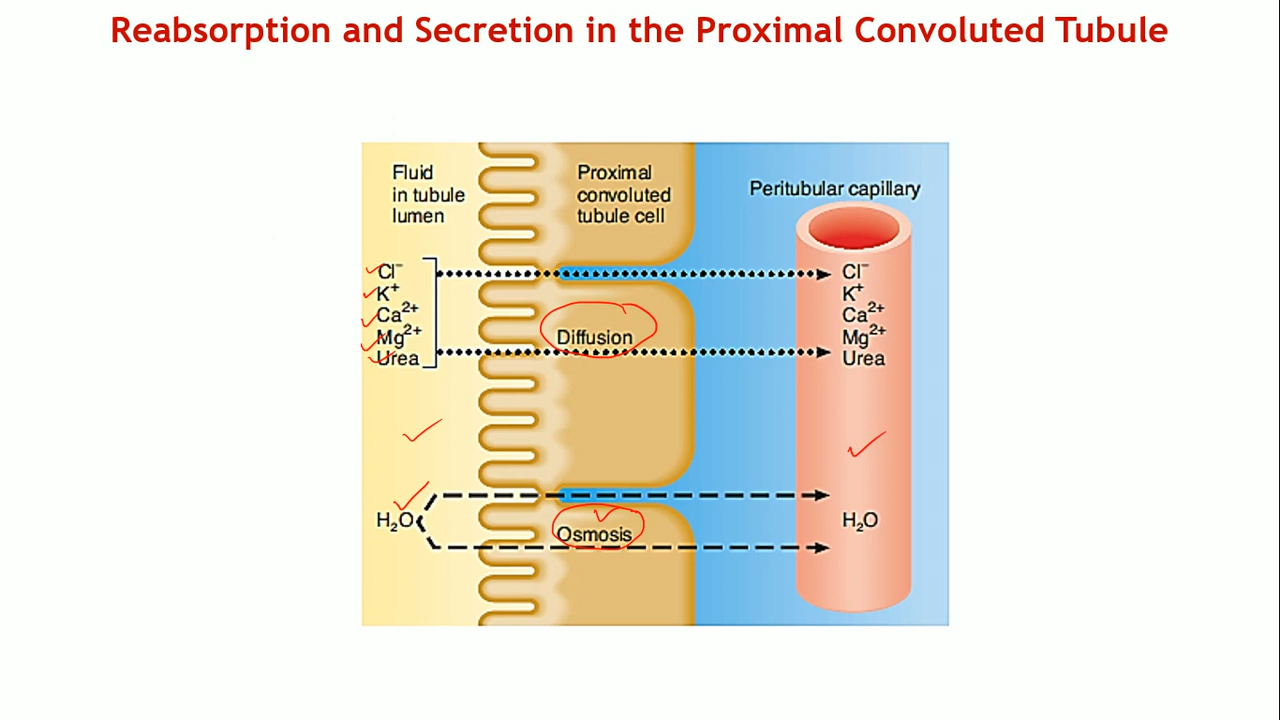 Reabsorption and Secretion in the Proximal Convoluted Tubule
Fluid
in tubule
lumen
Proximal
convoluted
tubule cell
Peritubular capillary
Cl⁻
K⁺
Ca²⁺
Mg²⁺
Urea
Diffusion
Cl⁻
K⁺
Ca²⁺
Mg²⁺
Urea
H₂O
Osmosis
H₂O